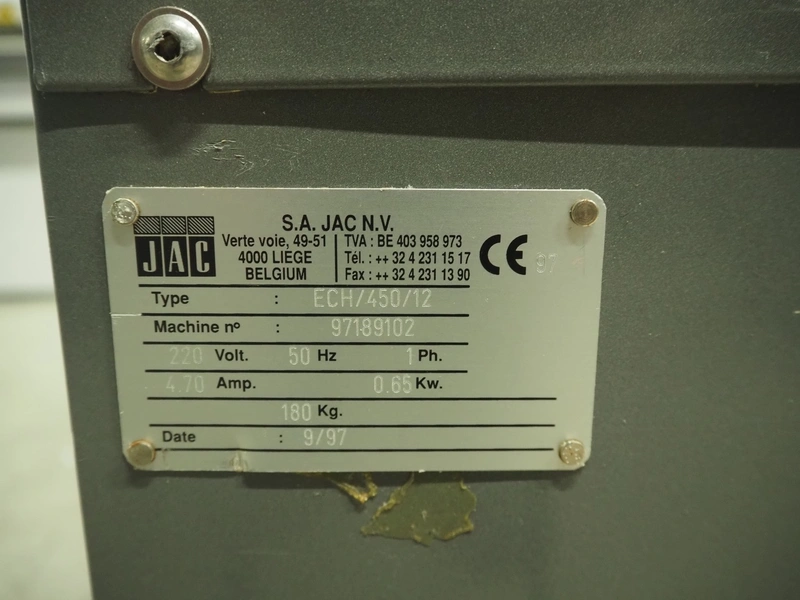 JAC
S.A. JAC N.V.
Verte voie, 49-51
4000 LIEGE
BELGIUM
TVA : BE 403 958 973
Tél. : ++ 32 4 231 15 17
Fax : ++ 32 4 231 13 90
CE 97
Type : ECH/450/12
Machine nº : 97189102
220 Volt. 50 Hz 1 Ph.
4.70 Amp. 0.65 Kw.
180 Kg.
Date : 9/97